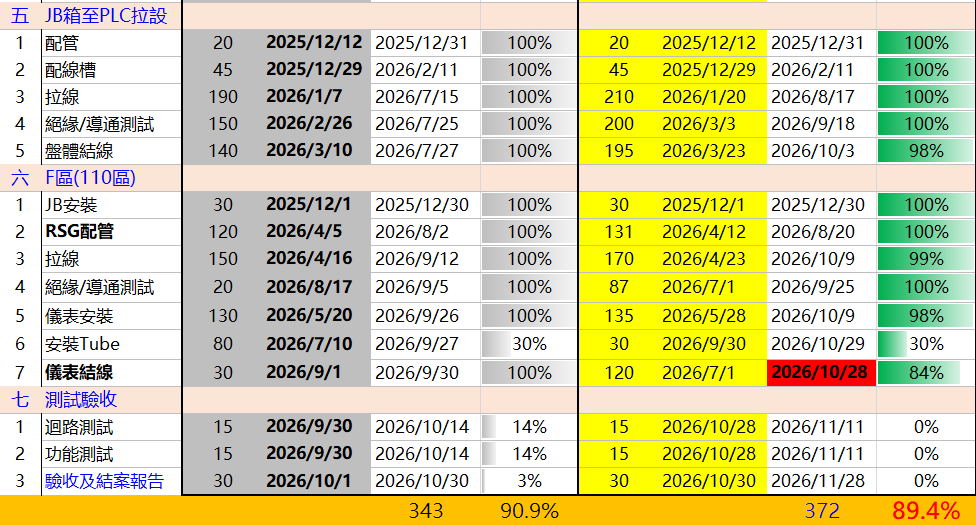 五 JB箱至PLC拉設
1 配管 20 2025/12/12 2025/12/31 100% 20 2025/12/12 2025/12/31 100%
2 配線槽 45 2025/12/29 2026/2/11 100% 45 2025/12/29 2026/2/11 100%
3 拉線 190 2026/1/7 2026/7/15 100% 210 2026/1/20 2026/8/17 100%
4 絕緣/導通測試 150 2026/2/26 2026/7/25 100% 200 2026/3/3 2026/9/18 100%
5 盤體結線 140 2026/3/10 2026/7/27 100% 195 2026/3/23 2026/10/3 98%
六 F區(110區)
1 JB安裝 30 2025/12/1 2025/12/30 100% 30 2025/12/1 2025/12/30 100%
2 RSG配管 120 2026/4/5 2026/8/2 100% 131 2026/4/12 2026/8/20 100%
3 拉線 150 2026/4/16 2026/9/12 100% 170 2026/4/23 2026/10/9 99%
4 絕緣/導通測試 20 2026/8/17 2026/9/5 100% 87 2026/7/1 2026/9/25 100%
5 儀表安裝 130 2026/5/20 2026/9/26 100% 135 2026/5/28 2026/10/9 98%
6 安裝Tube 80 2026/7/10 2026/9/27 30% 30 2026/9/30 2026/10/29 30%
7 儀表結線 30 2026/9/1 2026/9/30 100% 120 2026/7/1 2026/10/28 84%
七 測試驗收
1 迴路測試 15 2026/9/30 2026/10/14 14% 15 2026/10/28 2026/11/11 0%
2 功能測試 15 2026/9/30 2026/10/14 14% 15 2026/10/28 2026/11/11 0%
3 驗收及結案報告 30 2026/10/1 2026/10/30 3% 30 2026/10/30 2026/11/28 0%
343 90.9% 372 89.4%